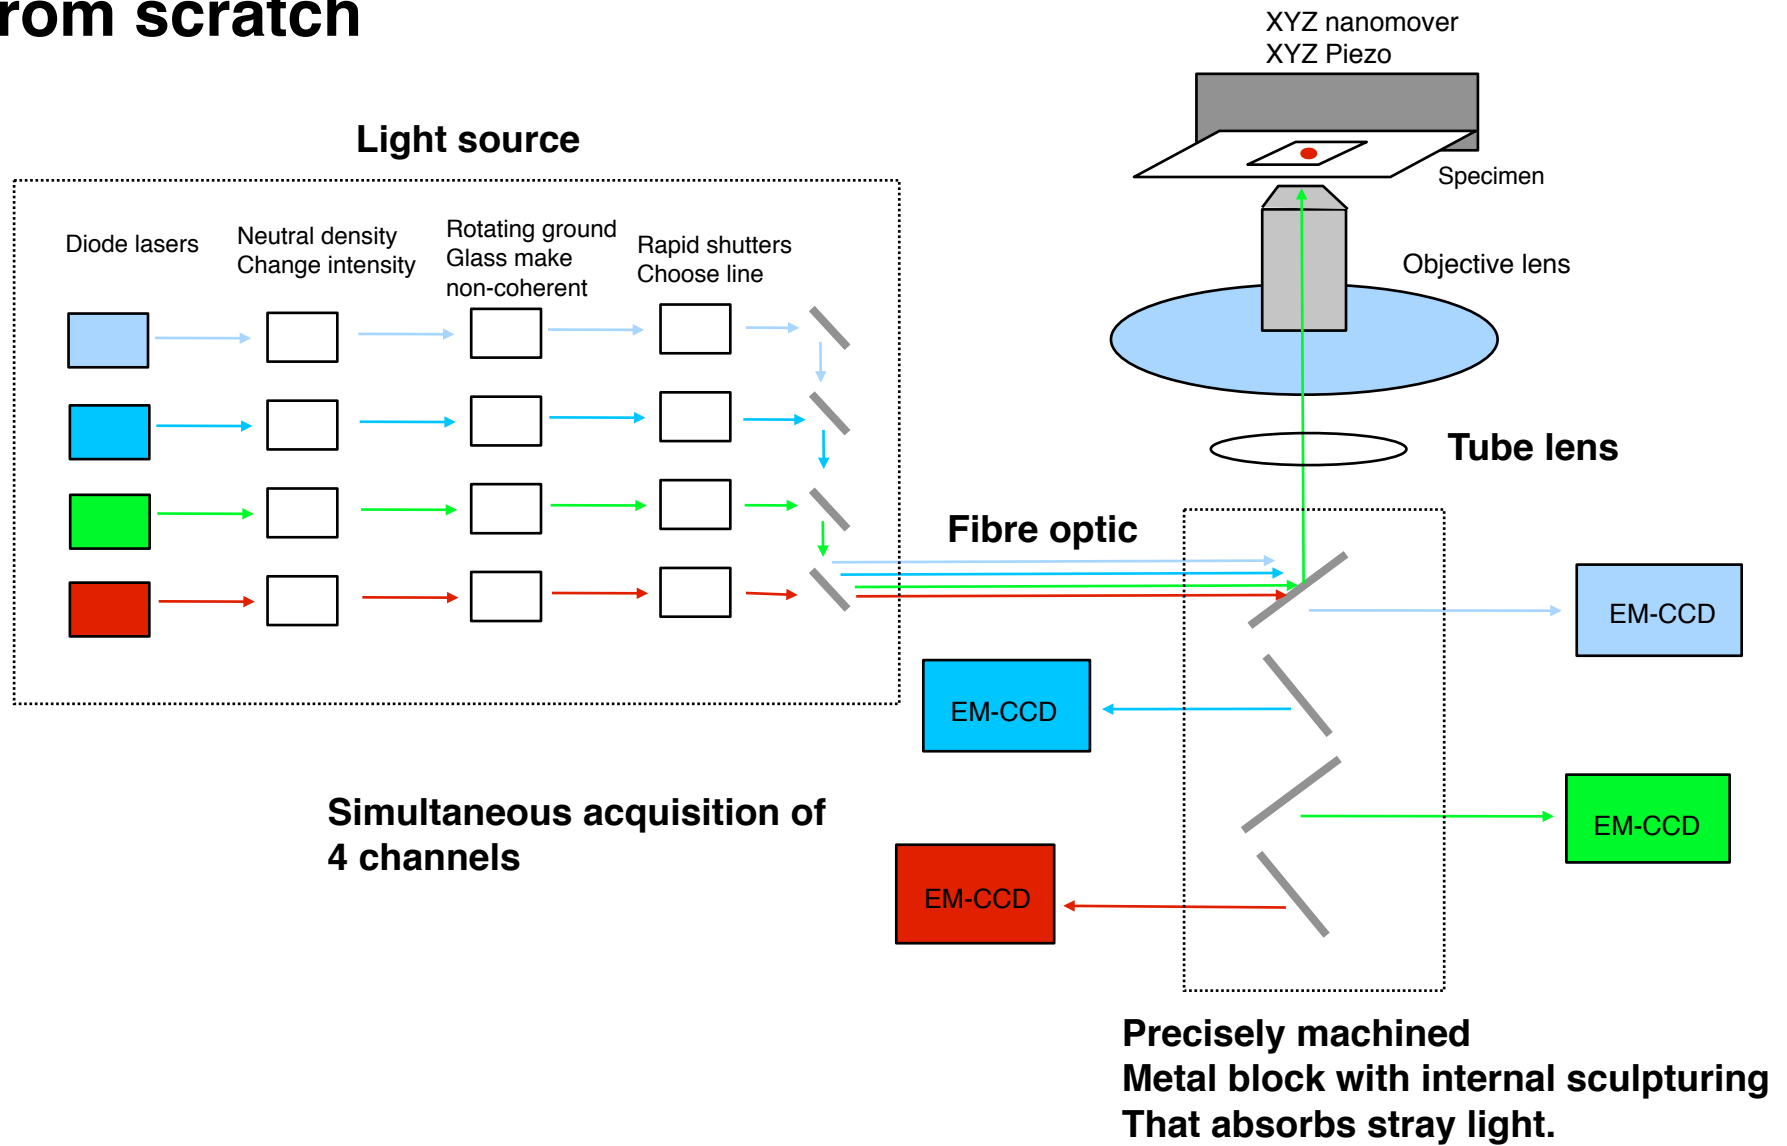 rom scratch
XYZ nanomover
XYZ Piezo
Light source
Specimen
Diode lasers
Neutral density
Change intensity
Rotating ground
Glass make
non-coherent
Rapid shutters
Choose line
Objective lens
Tube lens
Fibre optic
EM-CCD
EM-CCD
Simultaneous acquisition of
4 channels
EM-CCD
EM-CCD
Precisely machined
Metal block with internal sculpturing
That absorbs stray light.